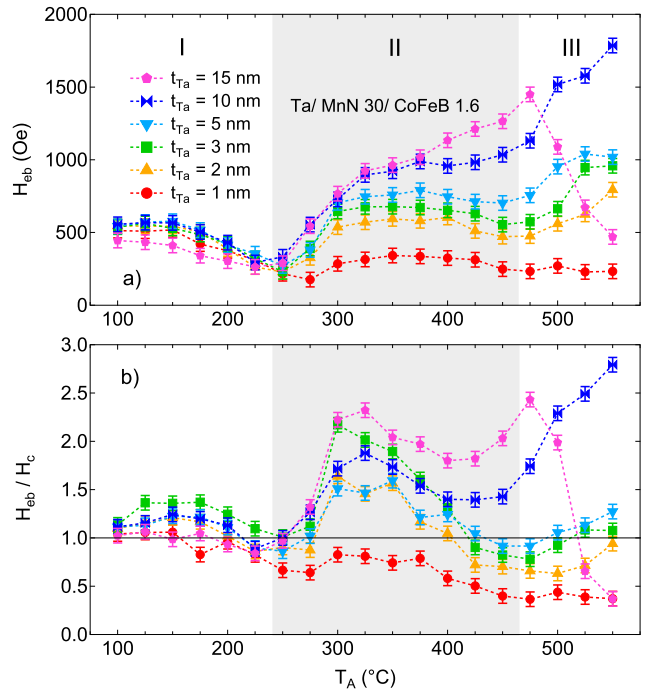 I II III
t_Ta = 15 nm
t_Ta = 10 nm
t_Ta = 5 nm
t_Ta = 3 nm
t_Ta = 2 nm
t_Ta = 1 nm
Ta/ MnN 30/ CoFeB 1.6
H_eb (Oe)
2000
1500
1000
500
0
a)
100 200 300 400 500
b)
H_eb / H_c
3.0
2.5
2.0
1.5
1.0
0.5
0.0
100 200 300 400 500
T_A (°C)